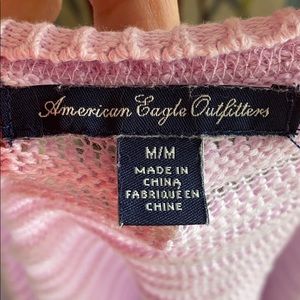 American Eagle Outfitters
M/M
MADE IN
CHINA
FABRIQUÉ EN
CHINE